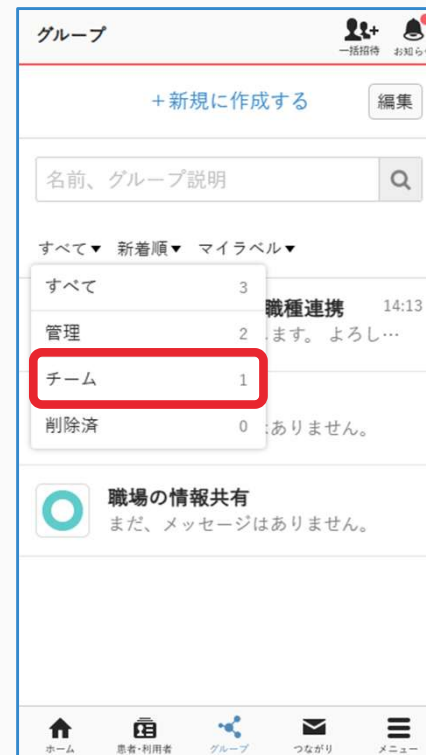 グループ
一括招待 お知ら
+新規に作成する 編集
名前、グループ説明
すべて▼ 新着順▼ マイラベル▼
すべて 3
職種連携 14:13
管理 2
ます。 よろし…
チーム 1
削除済 0
はありません。
職場の情報共有
まだ、メッセージはありません。
ホーム 患者・利用者 グループ つながり メニュー